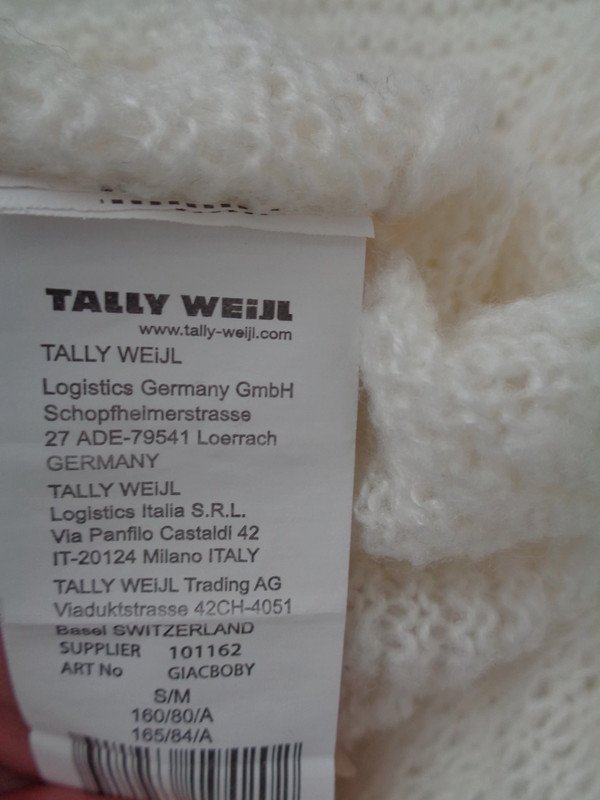 TALLY WEiJL
www.tally-weijl.com
TALLY WEiJL
Logistics Germany GmbH
Schopfheimerstrasse
27 ADE-79541 Loerrach
GERMANY
TALLY WEiJL
Logistics Italia S.R.L.
Via Panfilo Castaldi 42
IT-20124 Milano ITALY
TALLY WEiJL Trading AG
Viaduktstrasse 42CH-4051
Basel SWITZERLAND
SUPPLIER 101162
ART No GIACBOBY
S/M
160/80/A
165/84/A